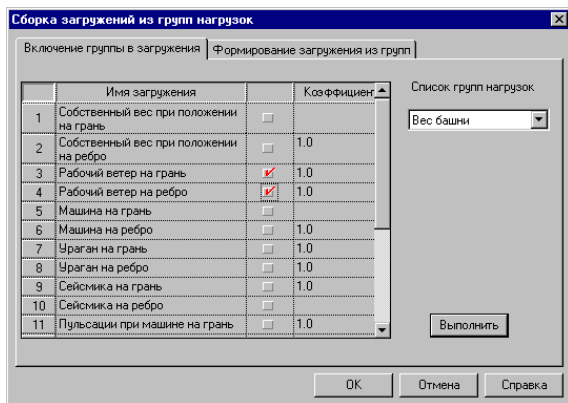 Сборка загружений из групп нагрузок
Включение группы в загружения
Формирование загружения из групп
Имя загружения
Коэффициен
Список групп нагрузок
Вес башни
1
Собственный вес при положении
на грань
2
Собственный вес при положении
на ребро
1.0
3
Рабочий ветер на грань
1.0
4
Рабочий ветер на ребро
1.0
5
Машина на грань
6
Машина на ребро
1.0
7
Ураган на грань
1.0
8
Ураган на ребро
1.0
9
Сейсмика на грань
1.0
10
Сейсмика на ребро
11
Пульсации при машине на грань
1.0
Выполнить
OK
Отмена
Справка